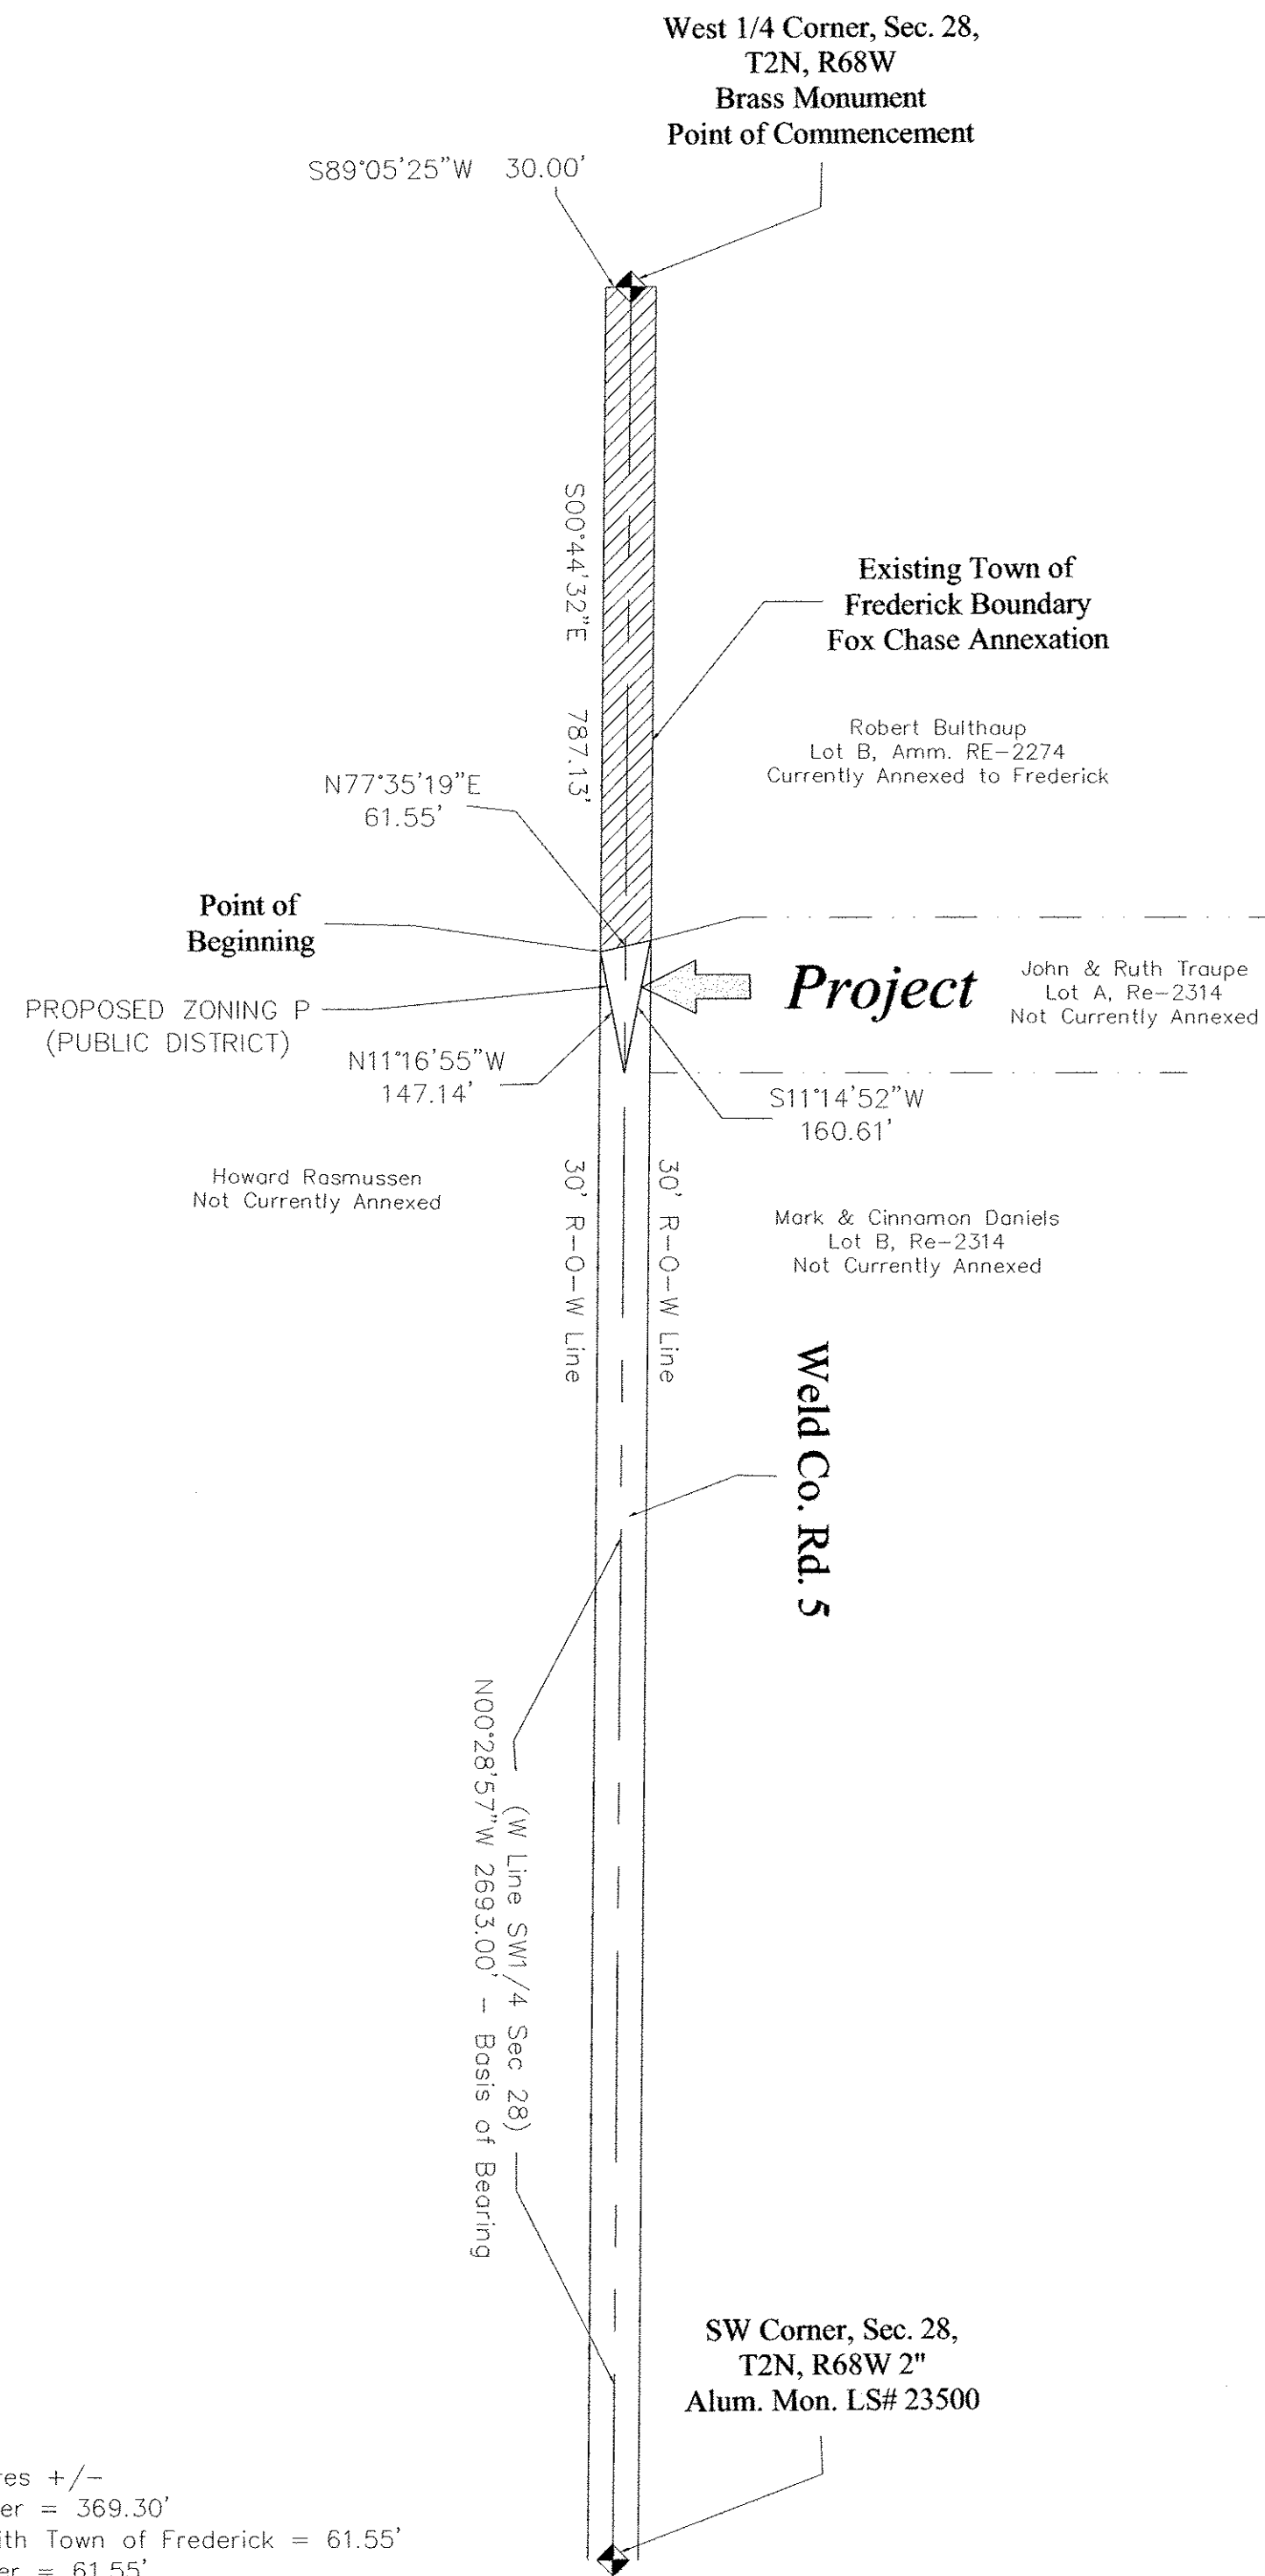 West 1/4 Corner, Sec. 28,
T2N, R68W
Brass Monument
Point of Commencement
S89°05'25"W 30.00'
S00°44'32"E 787.13'
Existing Town of
Frederick Boundary
Fox Chase Annexation
Robert Bulthaup
Lot B, Amm. RE-2274
Currently Annexed to Frederick
N77°35'19"E
61.55'
Point of
Beginning
Project
John & Ruth Traupe
Lot A, Re-2314
Not Currently Annexed
PROPOSED ZONING P
(PUBLIC DISTRICT)
N11°16'55"W
147.14'
S11°14'52"W
160.61'
Howard Rasmussen
Not Currently Annexed
30' R-O-W Line
30' R-O-W Line
Mark & Cinnamon Daniels
Lot B, Re-2314
Not Currently Annexed
Weld Co. Rd. 5
(W Line SW1/4 Sec 28)
N00°28'57"W 2693.00' - Basis of Bearing
SW Corner, Sec. 28,
T2N, R68W 2"
Alum. Mon. LS# 23500
+/-
= 369.30'
Town of Frederick = 61.55'
= 61.55'